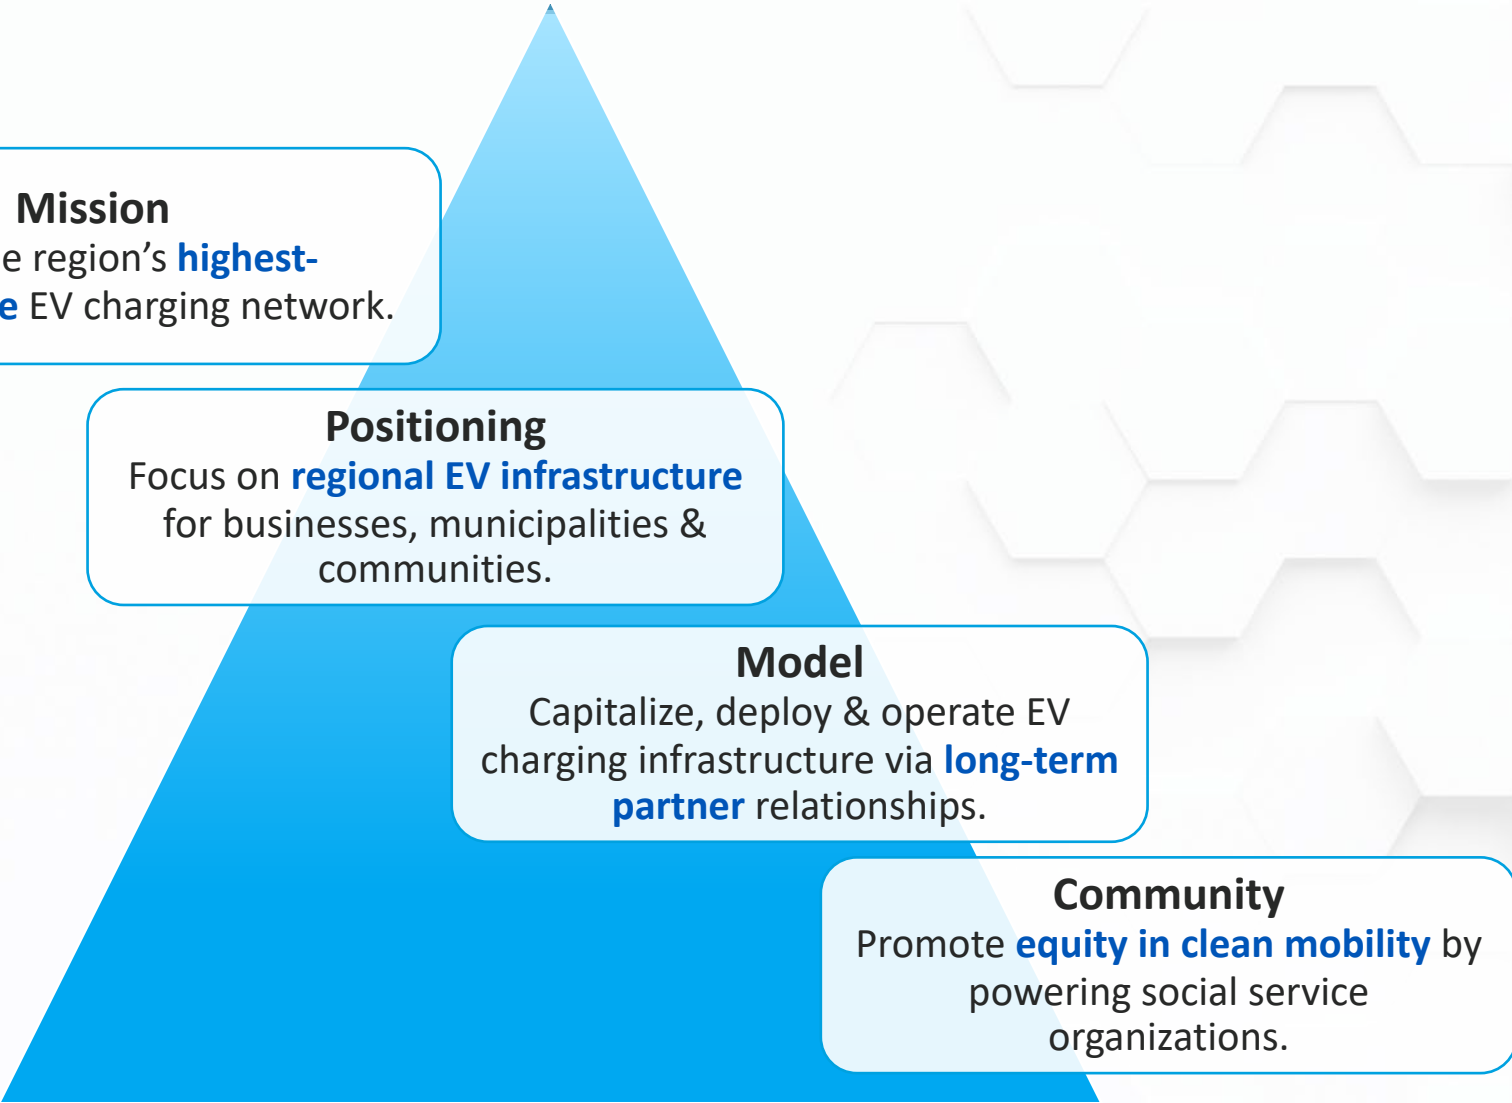 Mission
region’s highest-
EV charging network.
Positioning
Focus on regional EV infrastructure
for businesses, municipalities &
communities.
Model
Capitalize, deploy & operate EV
charging infrastructure via long-term
partner relationships.
Community
Promote equity in clean mobility by
powering social service
organizations.